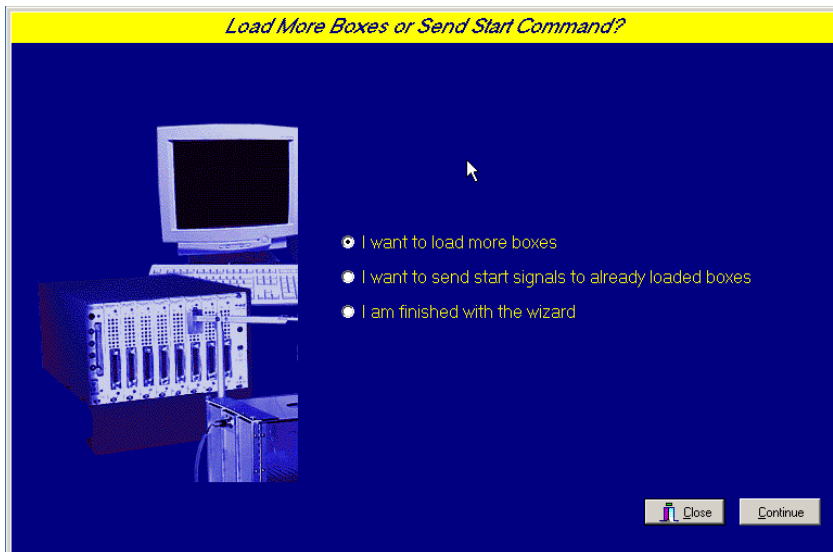 Load More Boxes or Send Start Command?
I want to load more boxes
I want to send start signals to already loaded boxes
I am finished with the wizard
Close
Continue